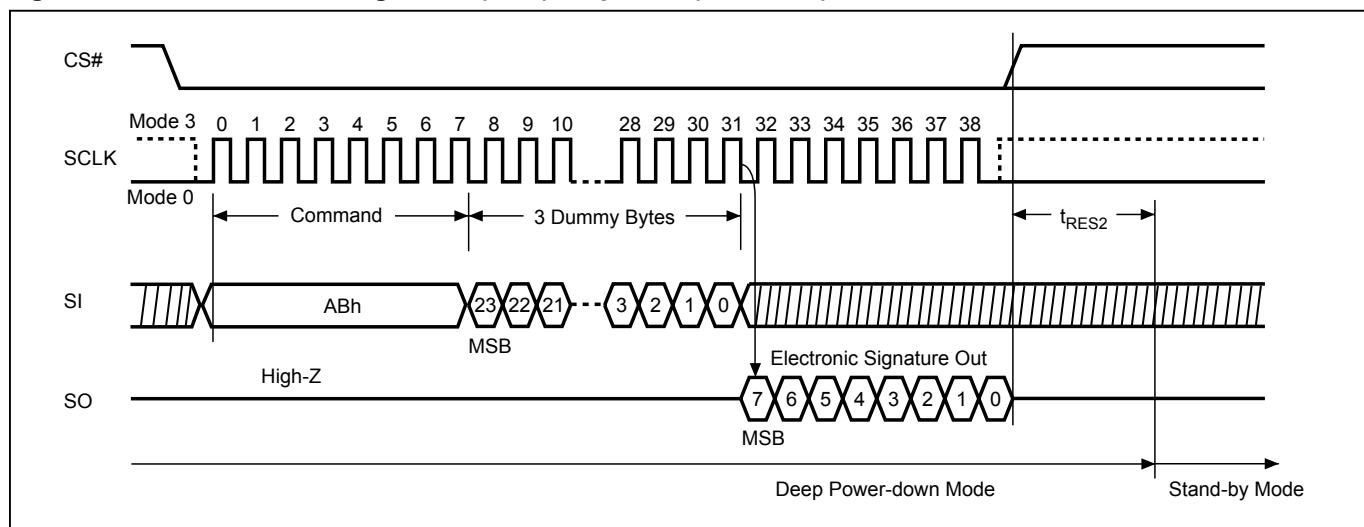 CS#
Mode 3 0 1 2 3 4 5 6 7 8 9 10 28 29 30 31 32 33 34 35 36 37 38
SCLK
Mode 0
Command 3 Dummy Bytes tRES2
SI ABh 23 22 21 3 2 1 0
MSB
Electronic Signature Out
High-Z
SO 7 6 5 4 3 2 1 0
MSB
Deep Power-down Mode Stand-by Mode